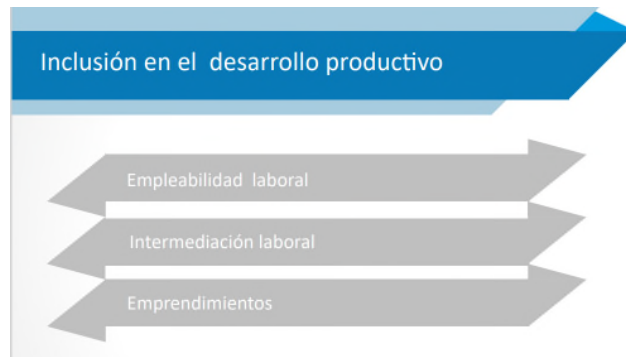 Inclusión en el desarrollo productivo
Empleabilidad laboral
Intermediación laboral
Emprendimientos